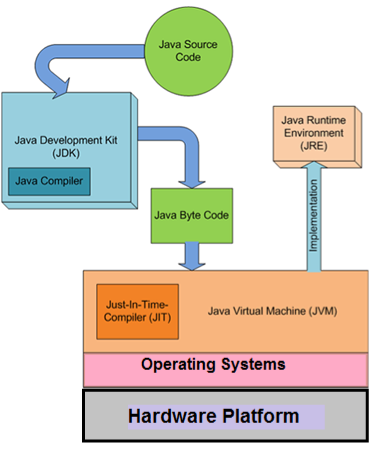 Java Source
Code
Java Development Kit
(JDK)
Java Compiler
Java Runtime
Environment
(JRE)
Implementation
Java Byte Code
Just-In-Time-
Compiler (JIT)
Java Virtual Machine (JVM)
Operating Systems
Hardware Platform